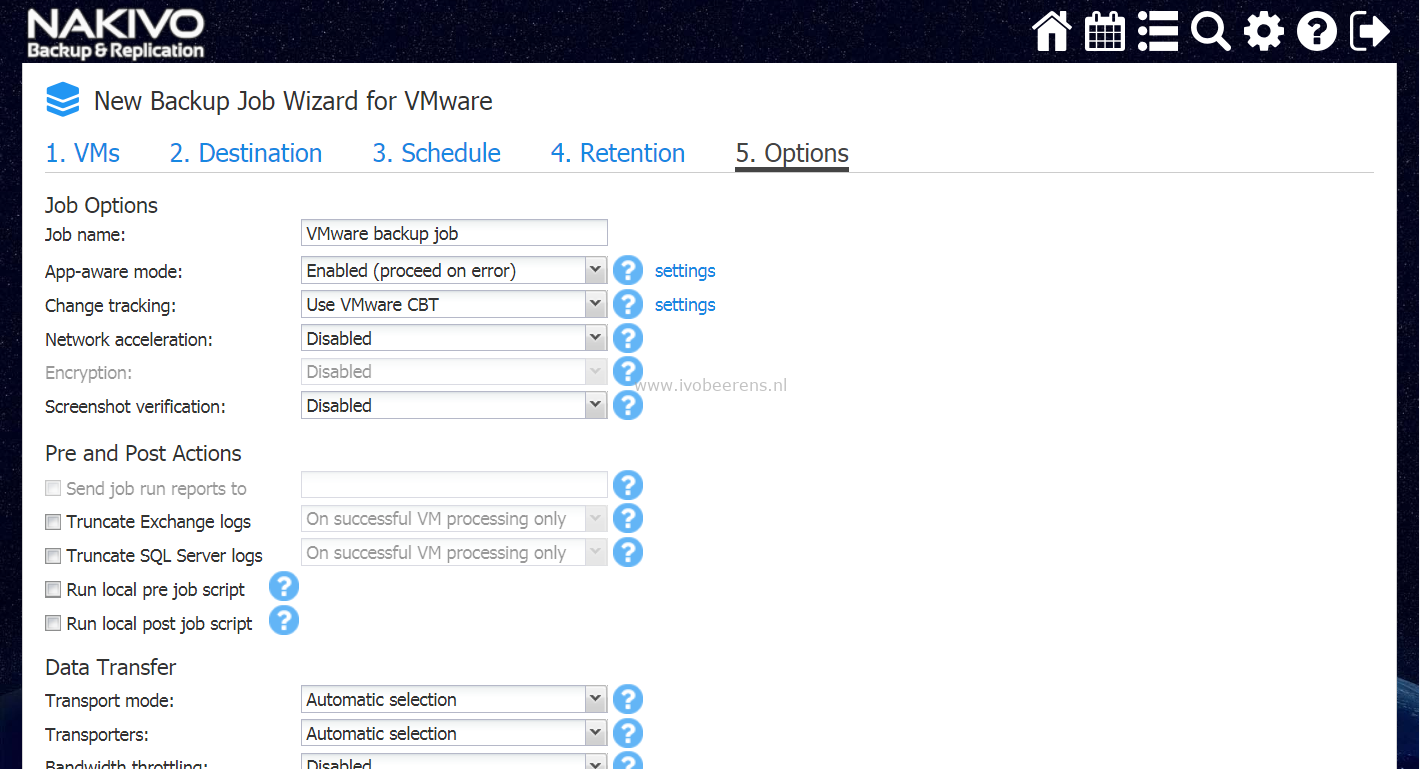 NAKIVO
Backup & Replication
New Backup Job Wizard for VMware
1. VMs 2. Destination 3. Schedule 4. Retention 5. Options
Job Options
Job name: VMware backup job
App-aware mode: Enabled (proceed on error) ? settings
Change tracking: Use VMware CBT ? settings
Network acceleration: Disabled ?
Encryption: Disabled ?
www.ivobeerens.nl
Screenshot verification: Disabled ?
Pre and Post Actions
Send job run reports to ?
Truncate Exchange logs On successful VM processing only ?
Truncate SQL Server logs On successful VM processing only ?
Run local pre job script ?
Run local post job script ?
Data Transfer
Transport mode: Automatic selection ?
Transporters: Automatic selection ?
Bandwidth throttling: Disabled ?